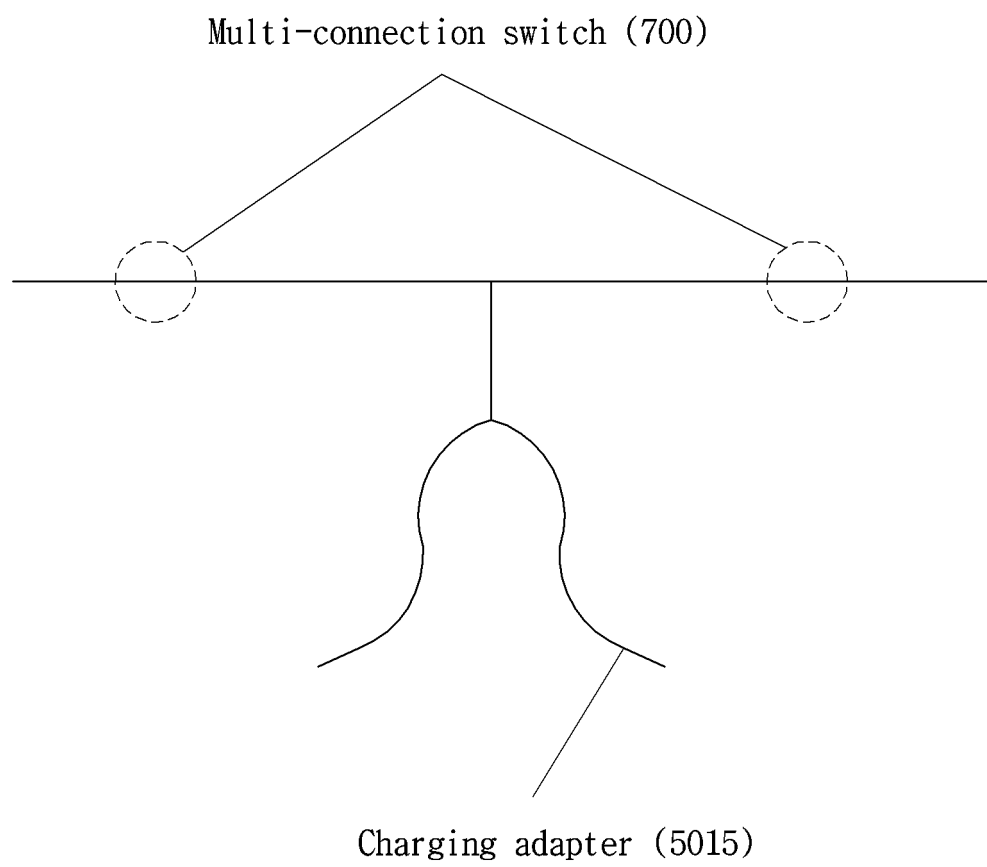 Multi-connection switch (700)
Charging adapter (5015)